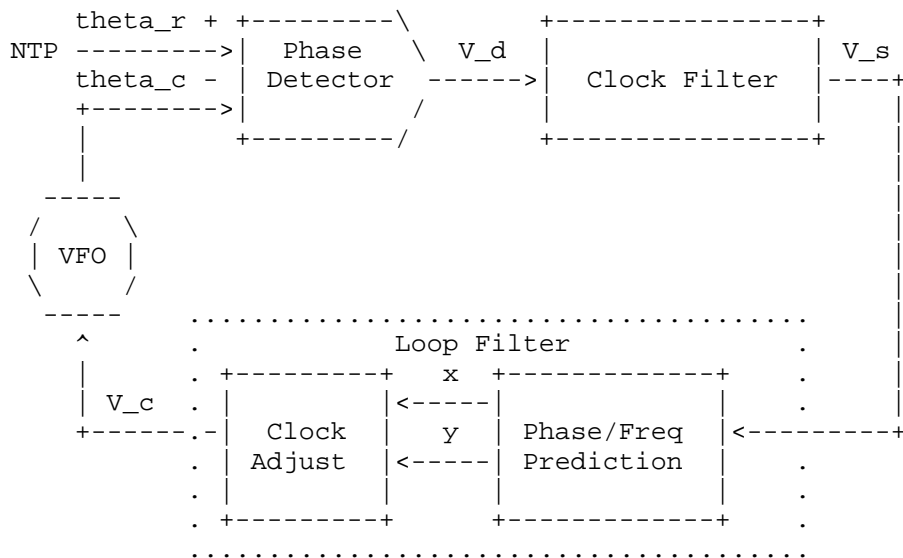 theta_r + +---------\ +----------------+
NTP --------->| Phase \ V_d | | V_s
theta_c - | Detector ------>| Clock Filter |----+
+-------->| / | | |
| +---------/ +----------------+ |
| |
----- |
/ \ |
| VFO | |
\ / |
----- ....................................... |
^ . Loop Filter . |
| . +---------+ x +-------------+ . |
| V_c . | |<-----| | . |
+------.-| Clock | y | Phase/Freq |<---------+
. | Adjust |<-----| Prediction | .
. | | | | .
. +---------+ +-------------+ .
.......................................